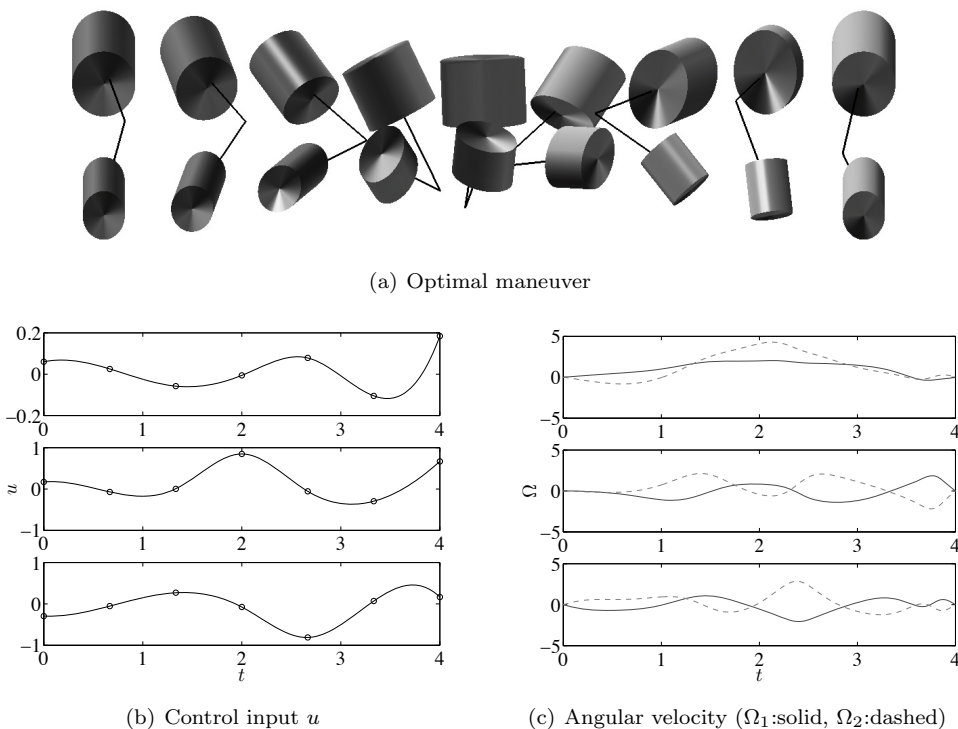 (a) Optimal maneuver
0.2
0
−0.2
0 1 2 3 4
1
0
−1
0 1 2 3 4
u
1
0
−1
0 1 2 3 4
t
(b) Control input u
5
0
−5
0 1 2 3 4
5
0
−5
0 1 2 3 4
Ω
5
0
−5
0 1 2 3 4
t
(c) Angular velocity (Ω₁:solid, Ω₂:dashed)